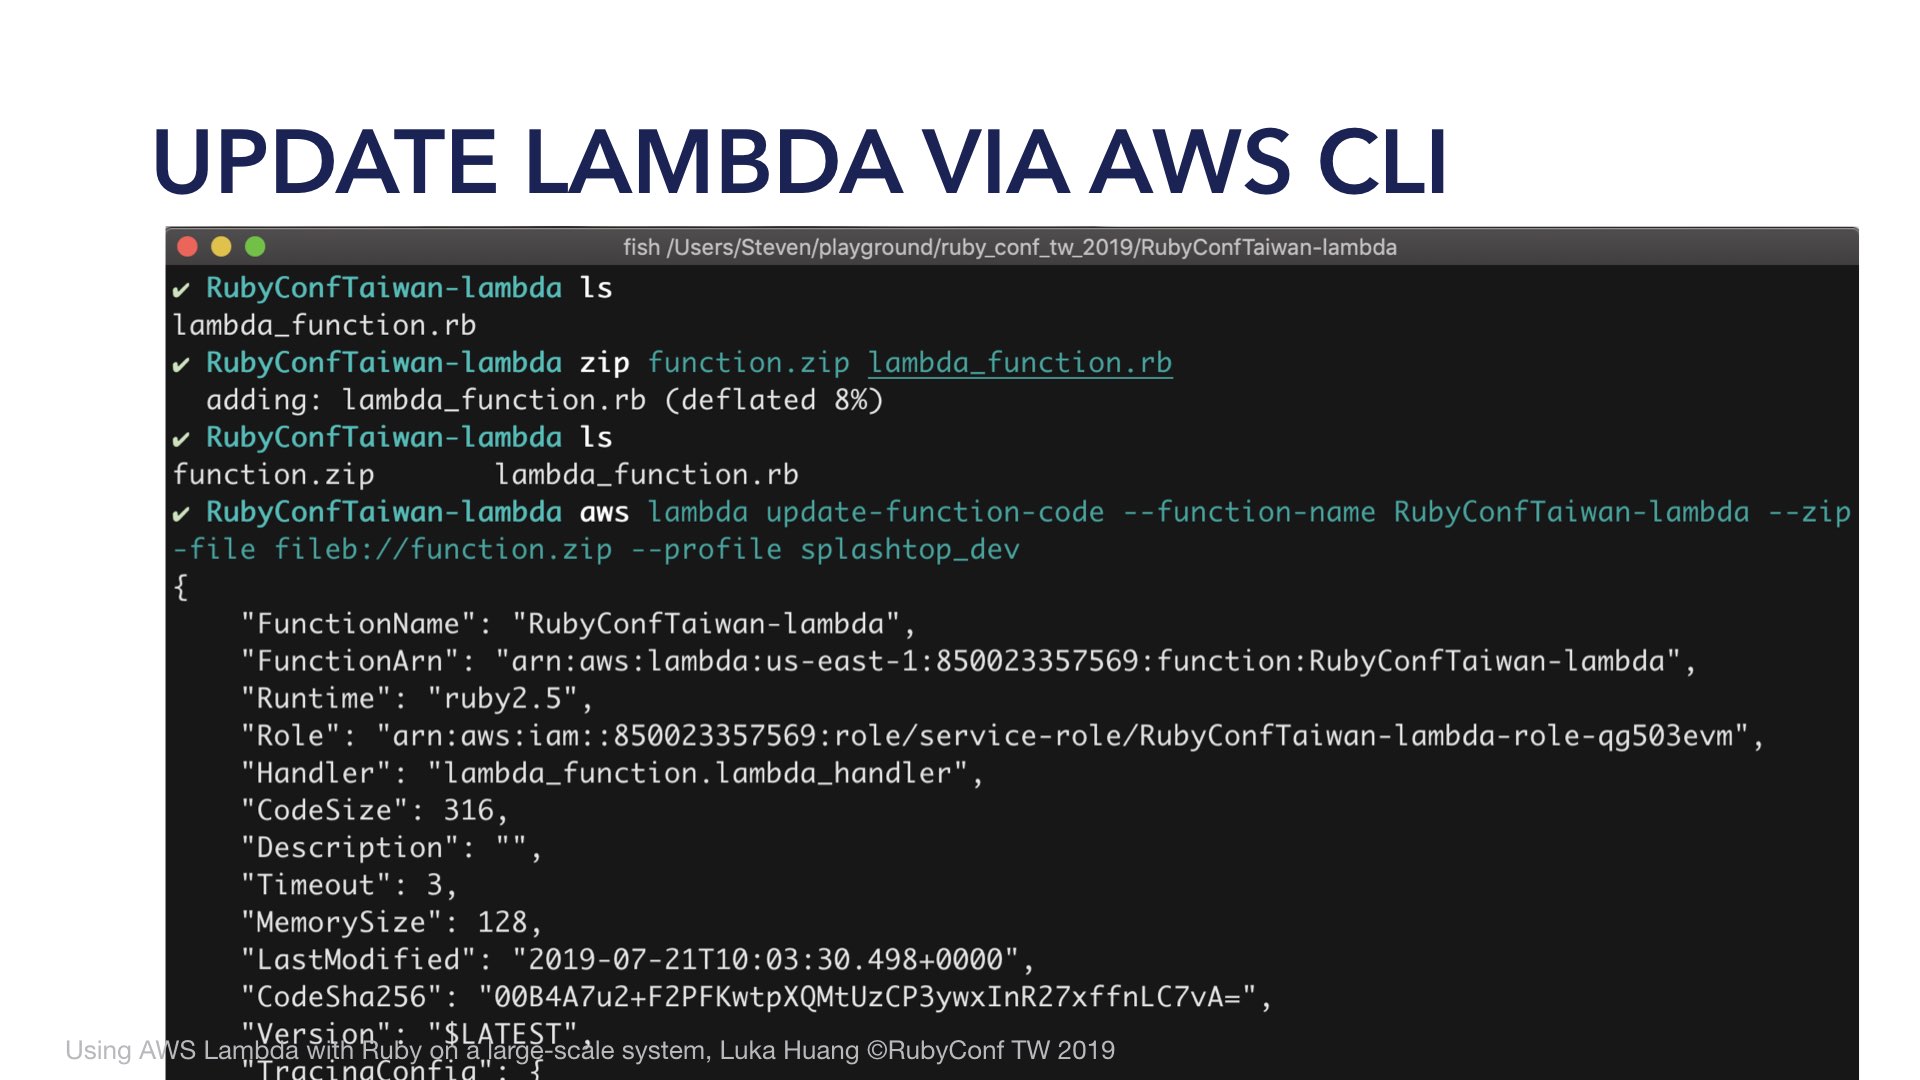 UPDATE LAMBDA VIA AWS CLI
fish /Users/Steven/playground/ruby_conf_tw_2019/RubyConfTaiwan-lambda
✔ RubyConfTaiwan-lambda ls
lambda_function.rb
✔ RubyConfTaiwan-lambda zip function.zip lambda_function.rb
  adding: lambda_function.rb (deflated 8%)
✔ RubyConfTaiwan-lambda ls
function.zip       lambda_function.rb
✔ RubyConfTaiwan-lambda aws lambda update-function-code --function-name RubyConfTaiwan-lambda --zip
-file fileb://function.zip --profile splashtop_dev
{
    "FunctionName": "RubyConfTaiwan-lambda",
    "FunctionArn": "arn:aws:lambda:us-east-1:850023357569:function:RubyConfTaiwan-lambda",
    "Runtime": "ruby2.5",
    "Role": "arn:aws:iam::850023357569:role/service-role/RubyConfTaiwan-lambda-role-qg503evm",
    "Handler": "lambda_function.lambda_handler",
    "CodeSize": 316,
    "Description": "",
    "Timeout": 3,
    "MemorySize": 128,
    "LastModified": "2019-07-21T10:03:30.498+0000",
    "CodeSha256": "00B4A7u2+F2PFKwtpXQMtUzCP3ywxInR27xffnLC7vA=",
    "Version": "$LATEST",
Using AWS Lambda with Ruby on a large-scale system, Luka Huang ©RubyConf TW 2019
    "TracingConfig": {